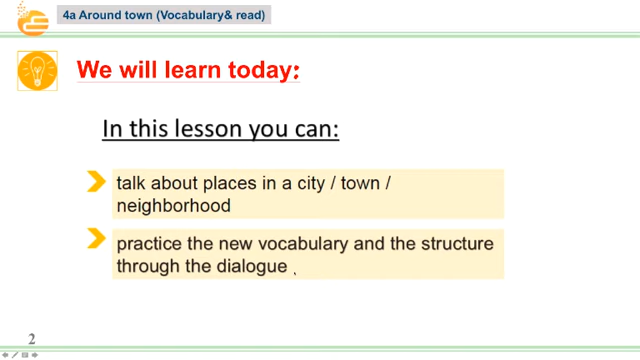 4a Around town (Vocabulary& read)
We will learn today:
In this lesson you can:
talk about places in a city / town /
neighborhood
practice the new vocabulary and the structure
through the dialogue .
2